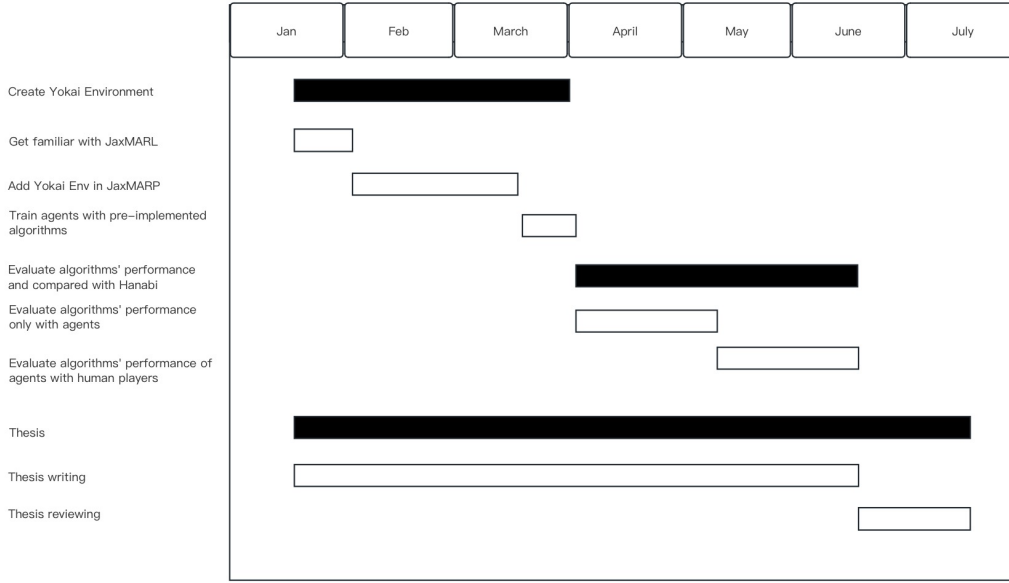 Jan
Feb
March
April
May
June
July
Create Yokai Environment
Get familiar with JaxMARL
Add Yokai Env in JaxMARP
Train agents with pre-implemented
algorithms
Evaluate algorithms' performance
and compared with Hanabi
Evaluate algorithms' performance
only with agents
Evaluate algorithms' performance of
agents with human players
Thesis
Thesis writing
Thesis reviewing